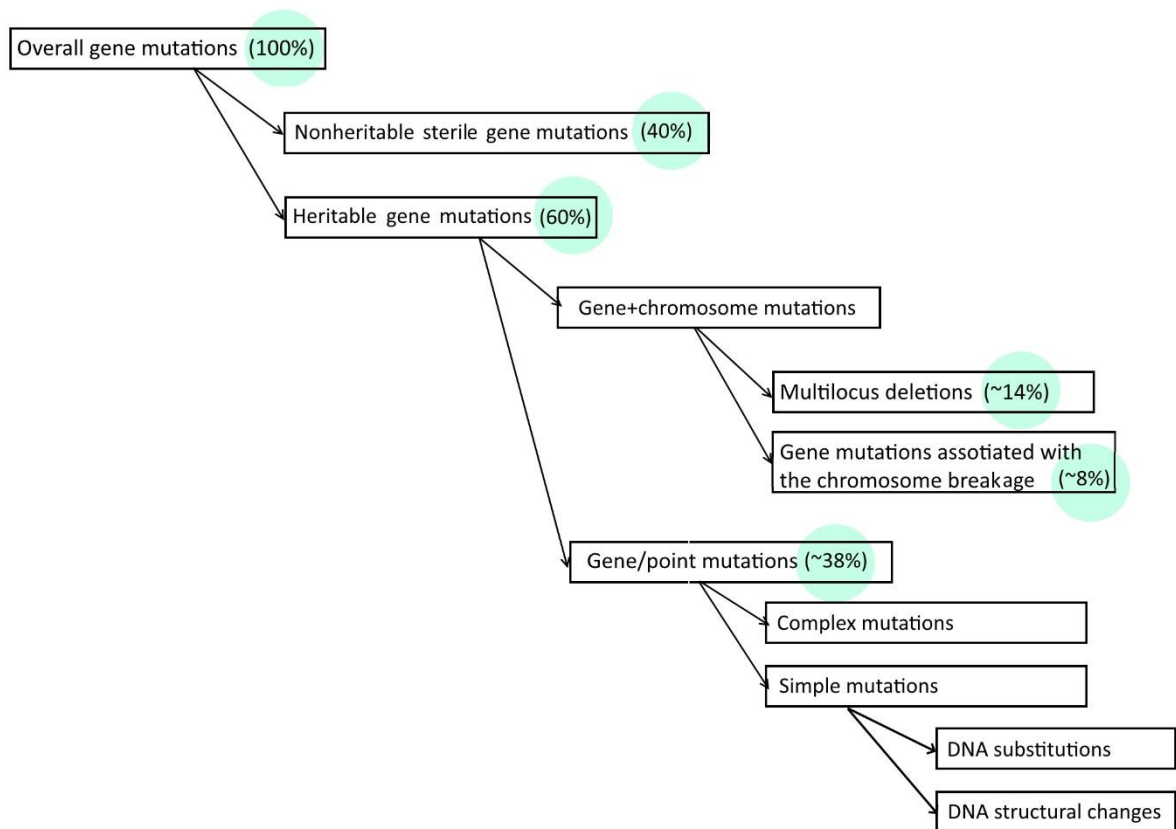 Overall gene mutations (100%)
Nonheritable sterile gene mutations (40%)
Heritable gene mutations (60%)
Gene+chromosome mutations
Multilocus deletions (~14%)
Gene mutations assotiated with
the chromosome breakage (~8%)
Gene/point mutations (~38%)
Complex mutations
Simple mutations
DNA substitutions
DNA structural changes